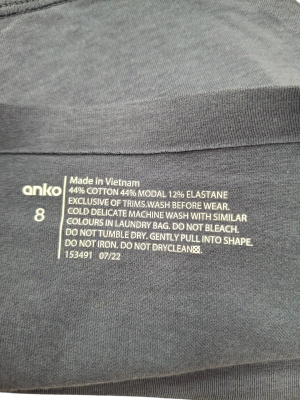 Made in Vietnam
anko
8
44% COTTON 44% MODAL 12% ELASTANE
EXCLUSIVE OF TRIMS.WASH BEFORE WEAR.
COLD DELICATE MACHINE WASH WITH SIMILAR
COLOURS IN LAUNDRY BAG. DO NOT BLEACH.
DO NOT TUMBLE DRY. GENTLY PULL INTO SHAPE.
DO NOT IRON. DO NOT DRYCLEAN
153491 07/22